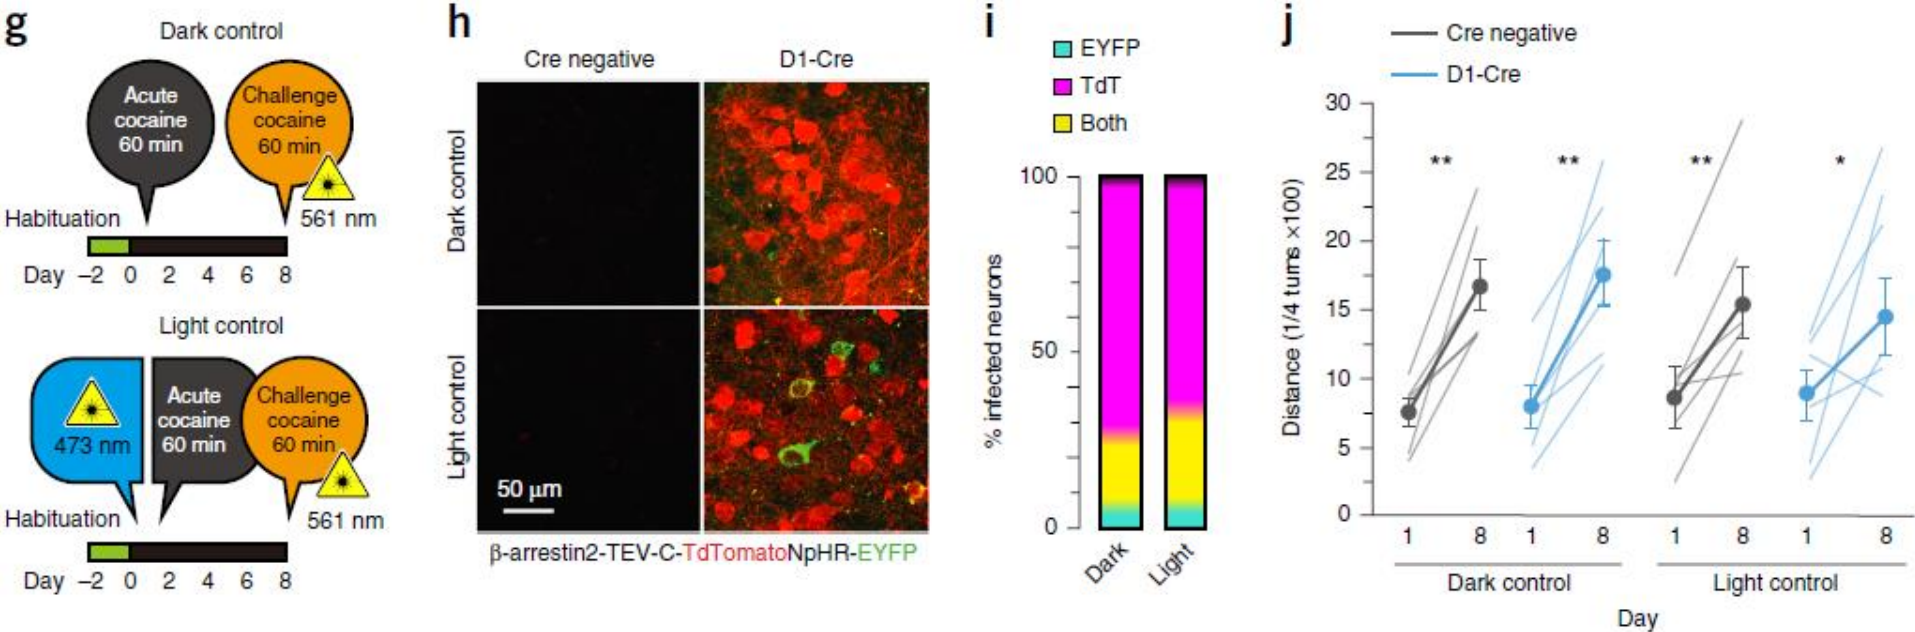 g
Dark control
Acute
cocaine
60 min
Challenge
cocaine
60 min
Habituation
561 nm
Day –2 0 2 4 6 8
Light control
473 nm
Acute
cocaine
60 min
Challenge
cocaine
60 min
Habituation
561 nm
Day –2 0 2 4 6 8
h
Cre negative
D1-Cre
Dark control
Light control
50 μm
β-arrestin2-TEV-C-TdTomatoNpHR-EYFP
i
EYFP
TdT
Both
% infected neurons
100
50
0
Dark
Light
j
Cre negative
D1-Cre
Distance (1/4 turns ×100)
30
25
20
15
10
5
0
** ** ** *
1 8 1 8 1 8 1 8
Dark control
Light control
Day